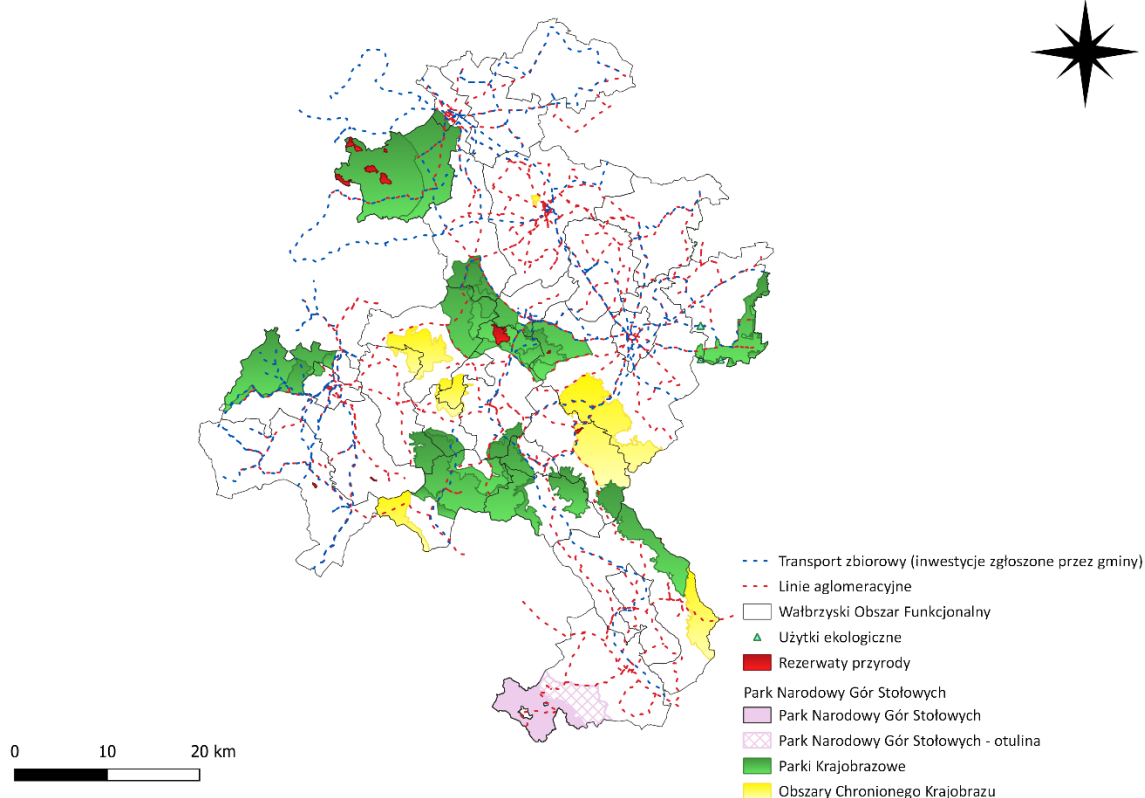 Transport zbiorowy (inwestycje zgłoszone przez gminy)
Linie aglomeracyjne
Wałbrzyski Obszar Funkcjonalny
Użytki ekologiczne
Rezerwaty przyrody
Park Narodowy Gór Stołowych
Park Narodowy Gór Stołowych
Park Narodowy Gór Stołowych - otulina
Parki Krajobrazowe
Obszary Chronionego Krajobrazu
0 10 20 km